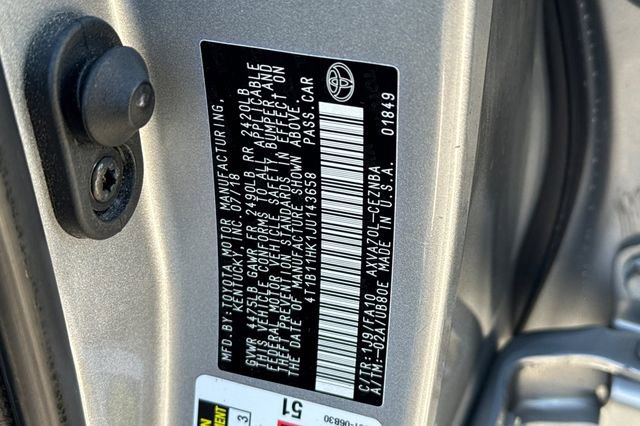 MFD. BY: TOYOTA MOTOR MANUFACTURING,
KENTUCKY, INC. 07/18
GVWR 4475LB GAWR FR 2490LB RR 2420LB
THIS VEHICLE CONFORMS TO ALL APPLICABLE
FEDERAL MOTOR VEHICLE SAFETY BUMPER, AND
THEFT PREVENTION STANDARDS IN EFFECT ON
DATE OF MANUFACTURE SHOWN ABOVE.
4T1B11HK1JU143658 PASS.CAR
C/TR: 1J9/FA10 AXVA70L-CEZNBA 01849
A/TM:-02A/UB80E MADE IN U.S.A.
51
3